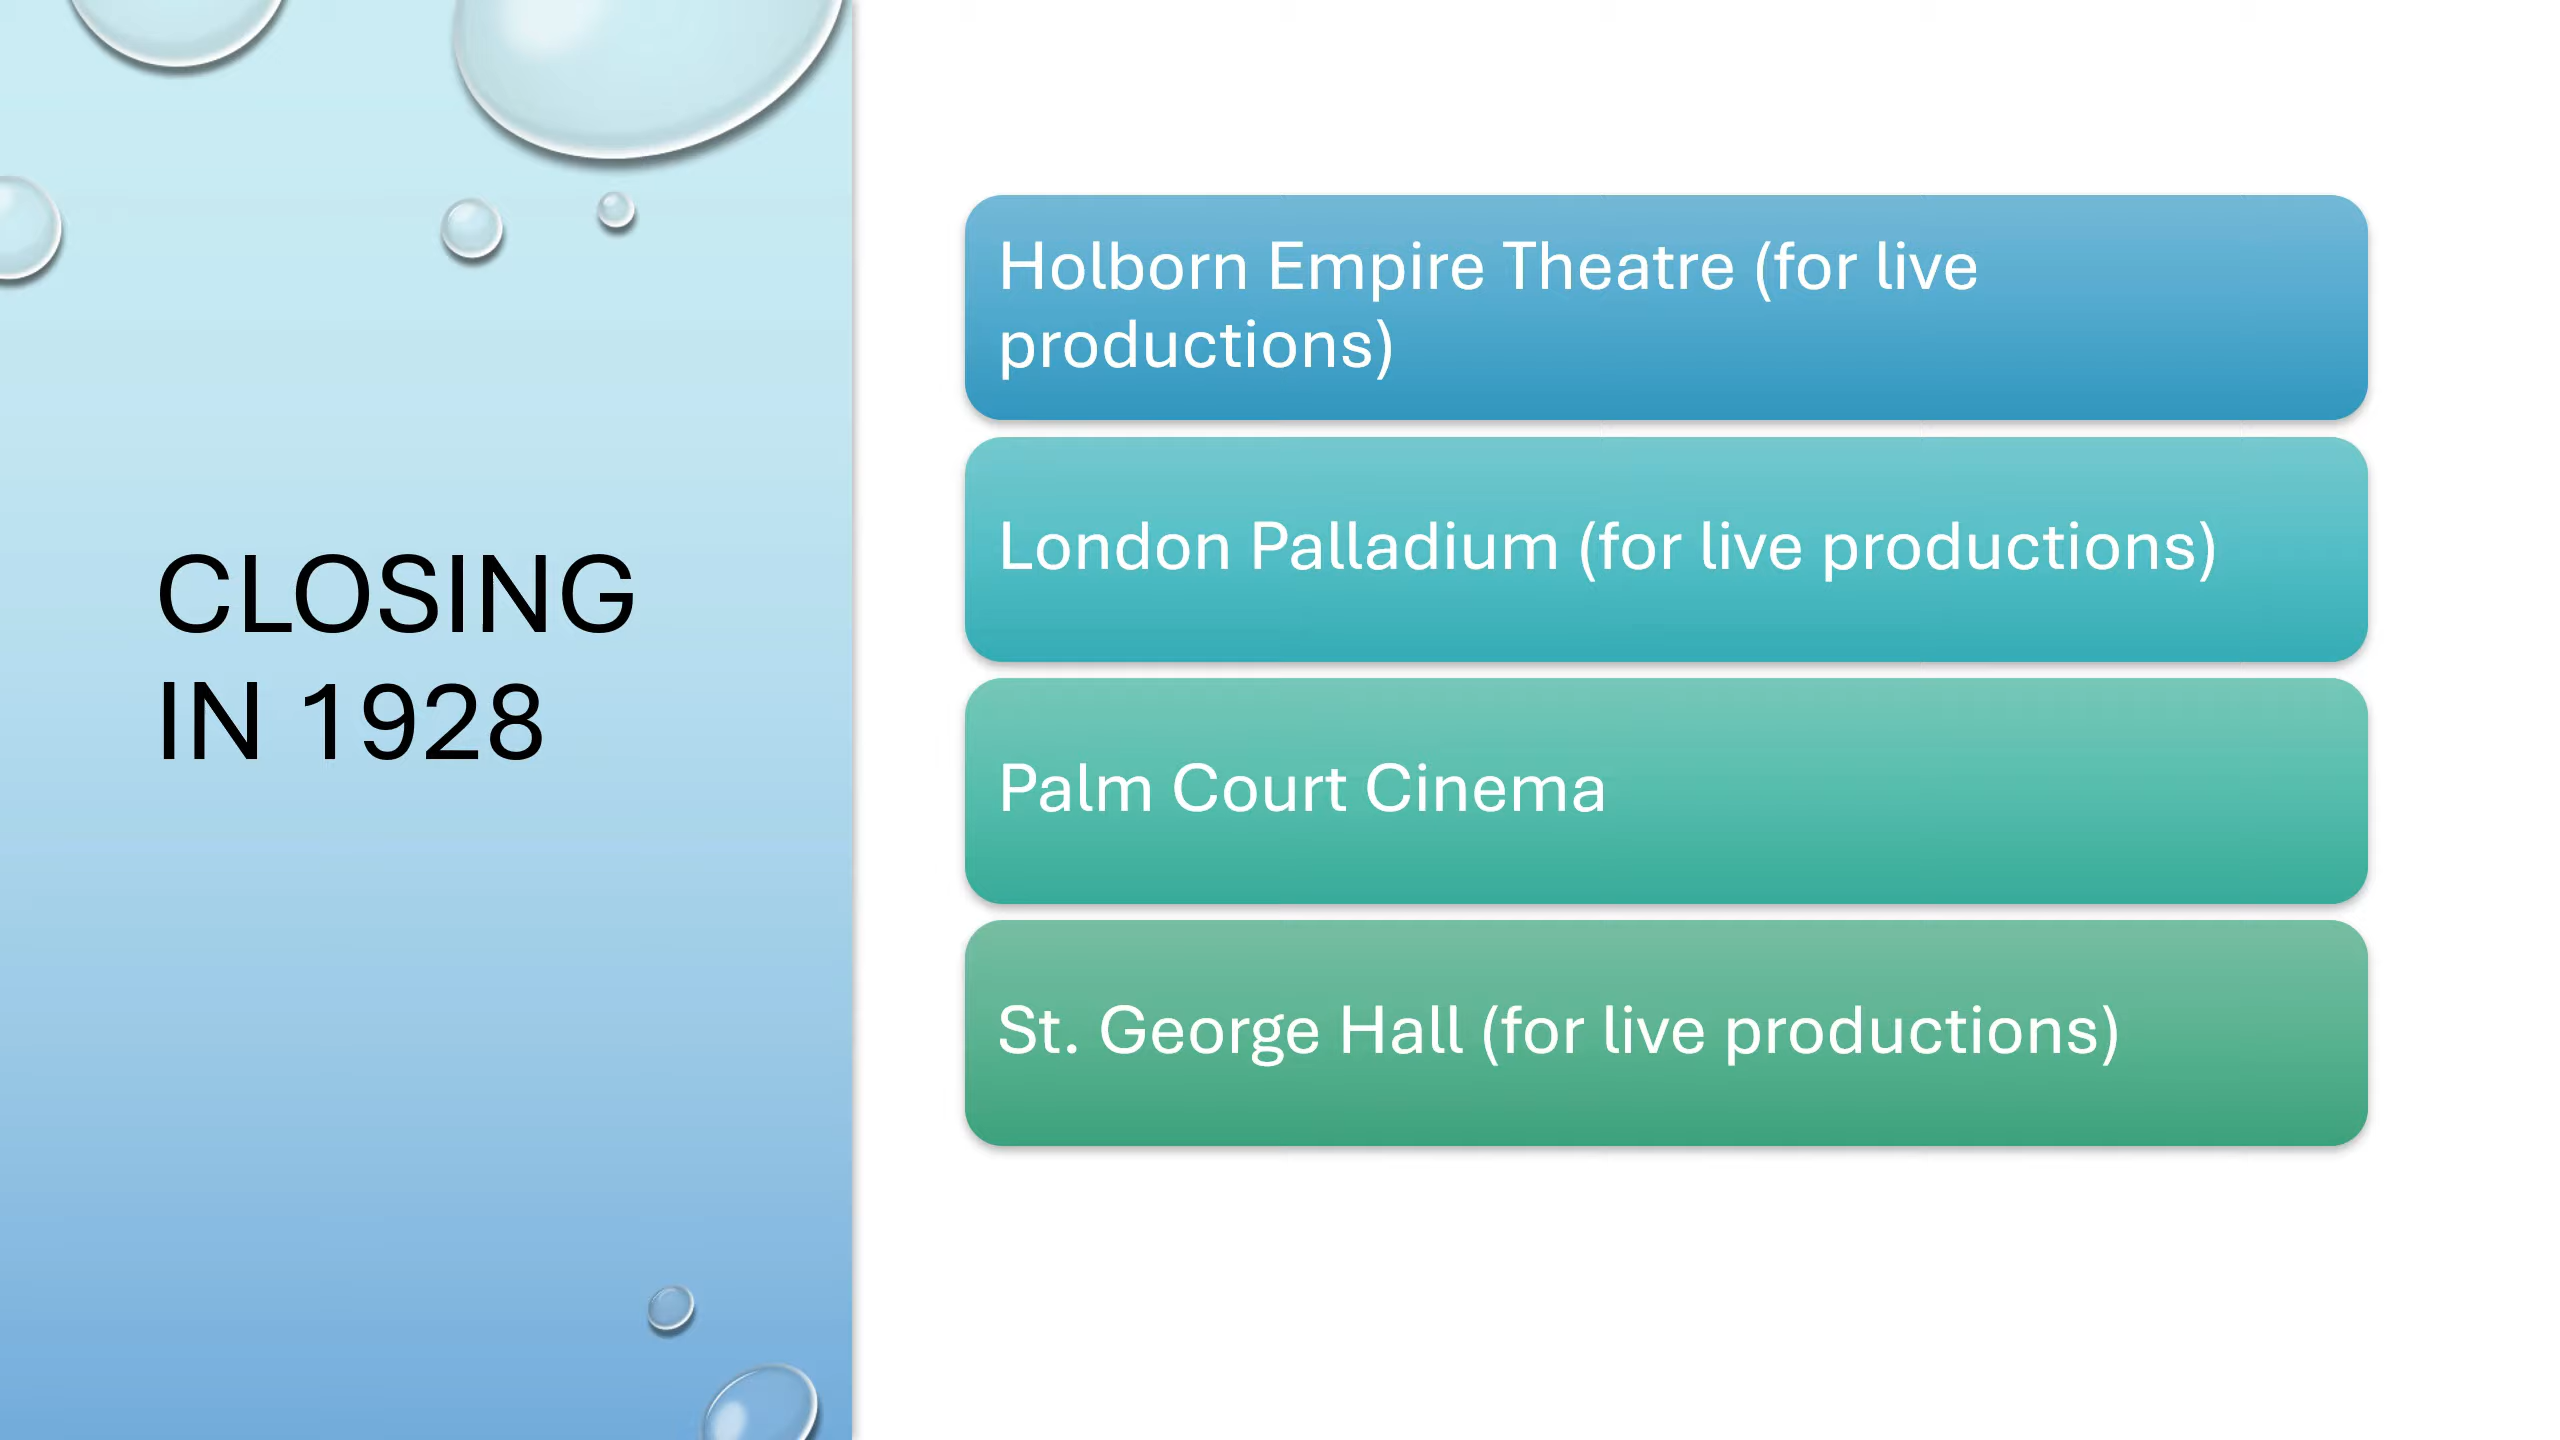 CLOSING
IN 1928
Holborn Empire Theatre (for live
productions)
London Palladium (for live productions)
Palm Court Cinema
St. George Hall (for live productions)